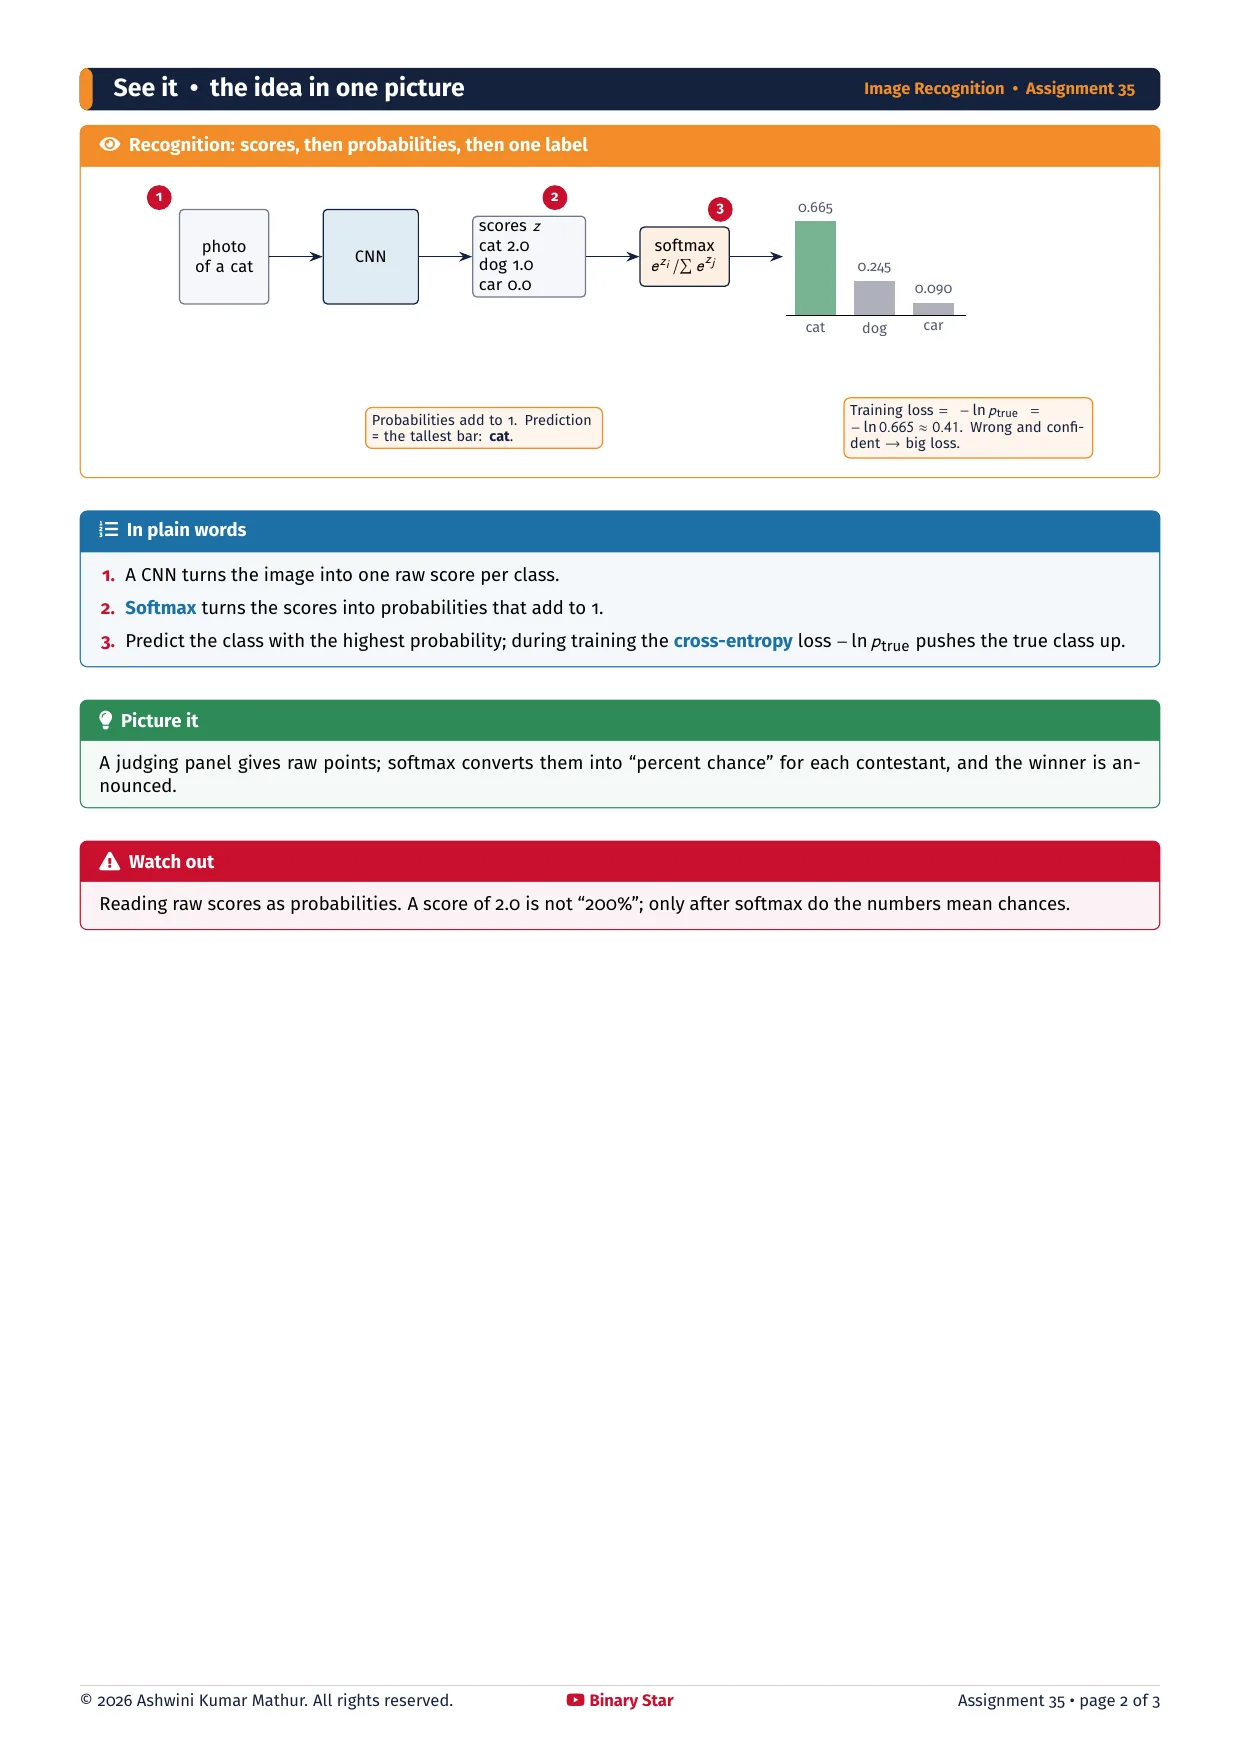 See it • the idea in one picture
Image Recognition • Assignment 35
Recognition: scores, then probabilities, then one label
1
2
3
photo
of a cat
CNN
scores z
cat 2.0
dog 1.0
car 0.0
softmax
e^{z_i}/∑ e^{z_j}
0.665
0.245
0.090
cat
dog
car
Probabilities add to 1. Prediction
= the tallest bar: cat.
Training loss = −ln p_true =
−ln 0.665 ≈ 0.41. Wrong and confi-
dent → big loss.
In plain words
1. A CNN turns the image into one raw score per class.
2. Softmax turns the scores into probabilities that add to 1.
3. Predict the class with the highest probability; during training the cross-entropy loss −ln p_true pushes the true class up.
Picture it
A judging panel gives raw points; softmax converts them into “percent chance” for each contestant, and the winner is an-
nounced.
Watch out
Reading raw scores as probabilities. A score of 2.0 is not “200%”; only after softmax do the numbers mean chances.
© 2026 Ashwini Kumar Mathur. All rights reserved.
Binary Star
Assignment 35 • page 2 of 3